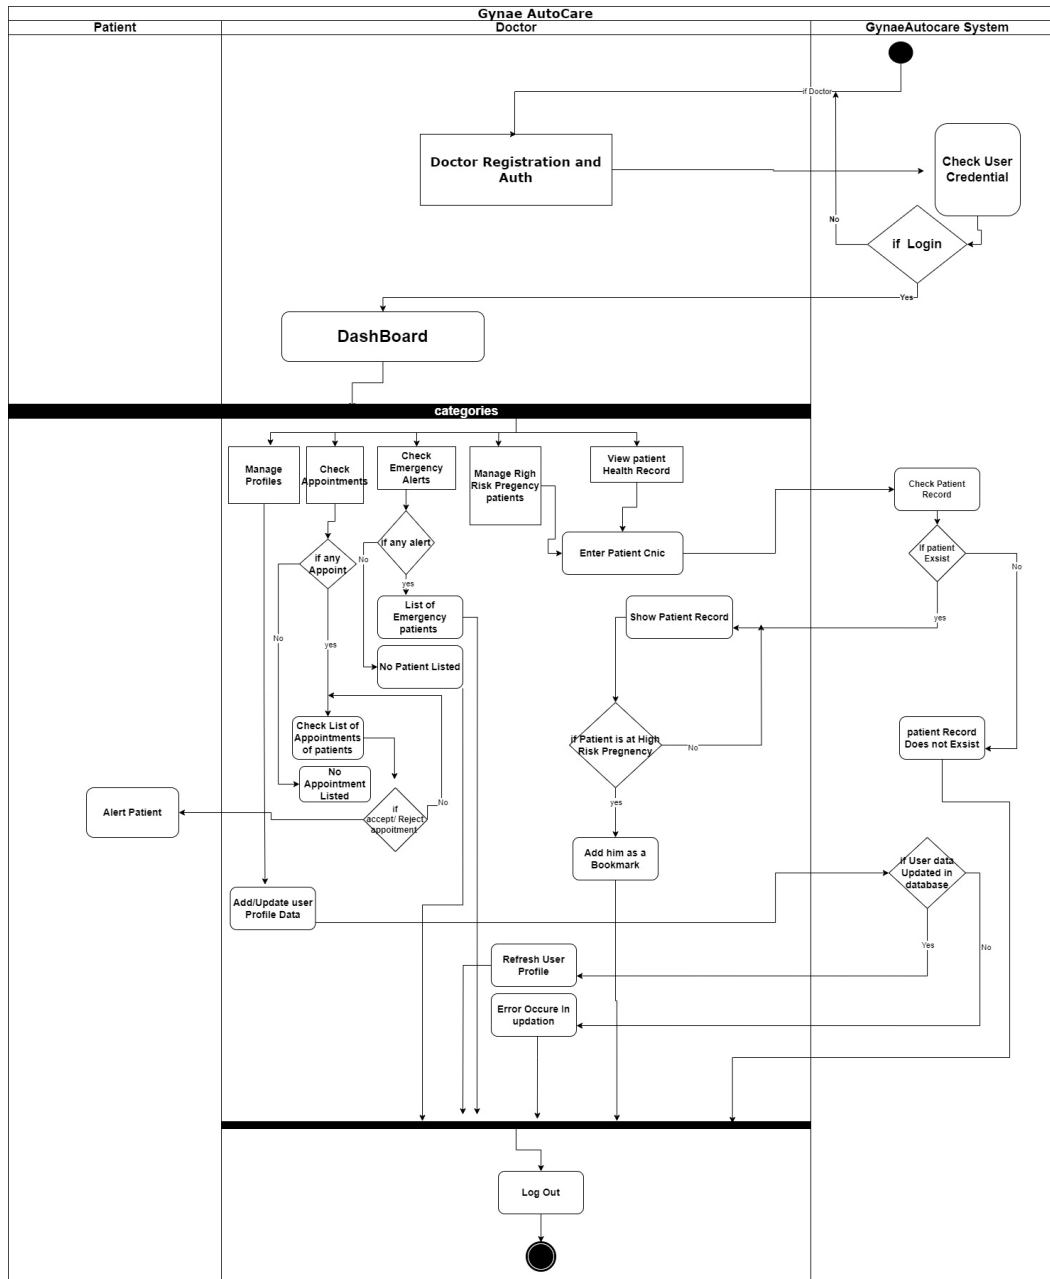 Gynae AutoCare
Patient
Doctor
GynaeAutocare System
if Doctor
Doctor Registration and
Auth
Check User
Credential
No
if Login
Yes
DashBoard
categories
Manage
Profiles
Check
Appointments
Check
Emergency
Alerts
Manage Righ
Risk Pregency
patients
View patient
Health Record
Check Patient
Record
if any alert
No
yes
if any
Appoint
Enter Patient Cnic
If patient
Exsist
No
yes
List of
Emergency
patients
Show Patient Record
No
yes
No Patient Listed
Check List of
Appointments
of patients
if Patient is at High
Risk Pregnency
No
patient Record
Does not Exsist
No
Appointment
Listed
Alert Patient
if
accept/ Reject
appoitment
No
yes
Add him as a
Bookmark
if User data
Updated in
database
Add/Update user
Profile Data
Yes
No
Refresh User
Profile
Error Occure in
updation
Log Out